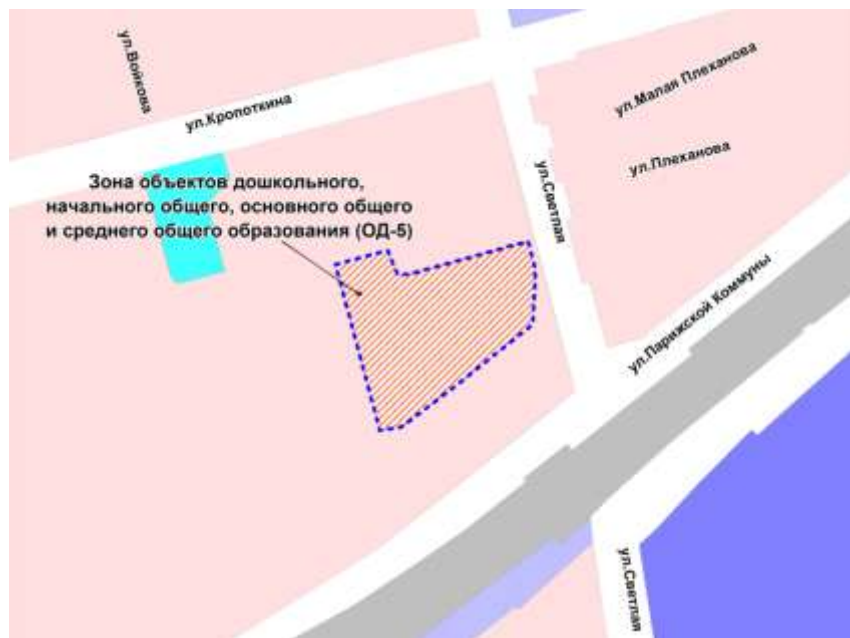 ул.Войкова
ул.Кропоткина
ул.Малая Плеханова
ул.Плеханова
Зона объектов дошкольного,
начального общего, основного общего
и среднего общего образования (ОД-5)
ул.Светлая
ул.Парижской Коммуны
ул.Светлая